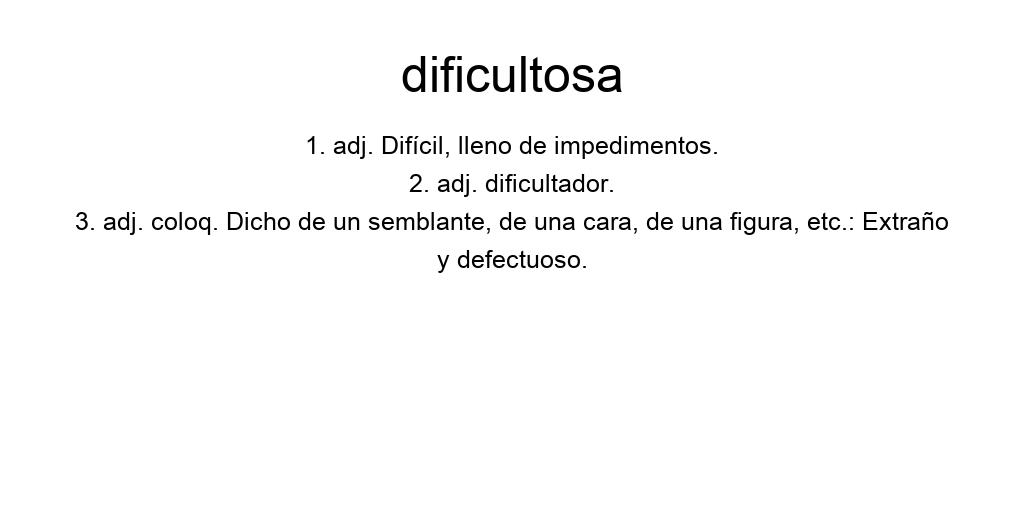 dificultosa
1. adj. Difícil, lleno de impedimentos.
2. adj. dificultador.
3. adj. coloq. Dicho de un semblante, de una cara, de una figura, etc.: Extraño
y defectuoso.